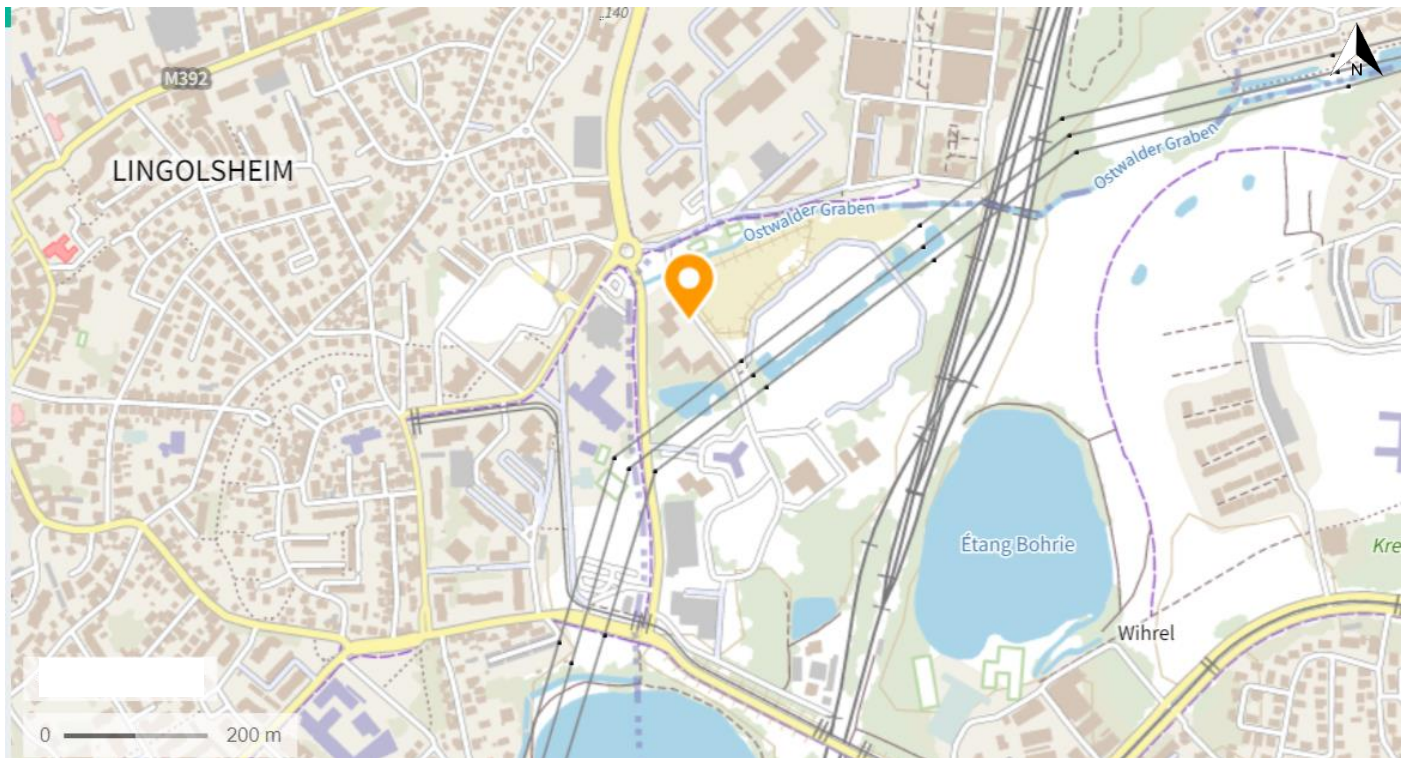 140
M392
N
LINGOLSHEIM
Ostwalder Graben
Ostwalder Graben
Étang Bohrie
Kre
Wihrel
0 200 m